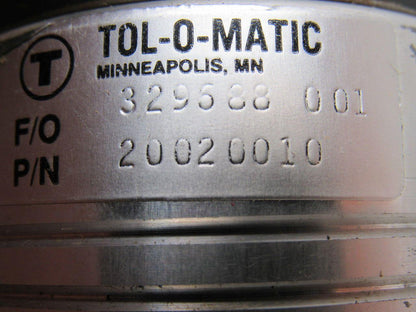 T TOL-O-MATIC
MINNEAPOLIS, MN
F/O 329688 001
P/N 20020010